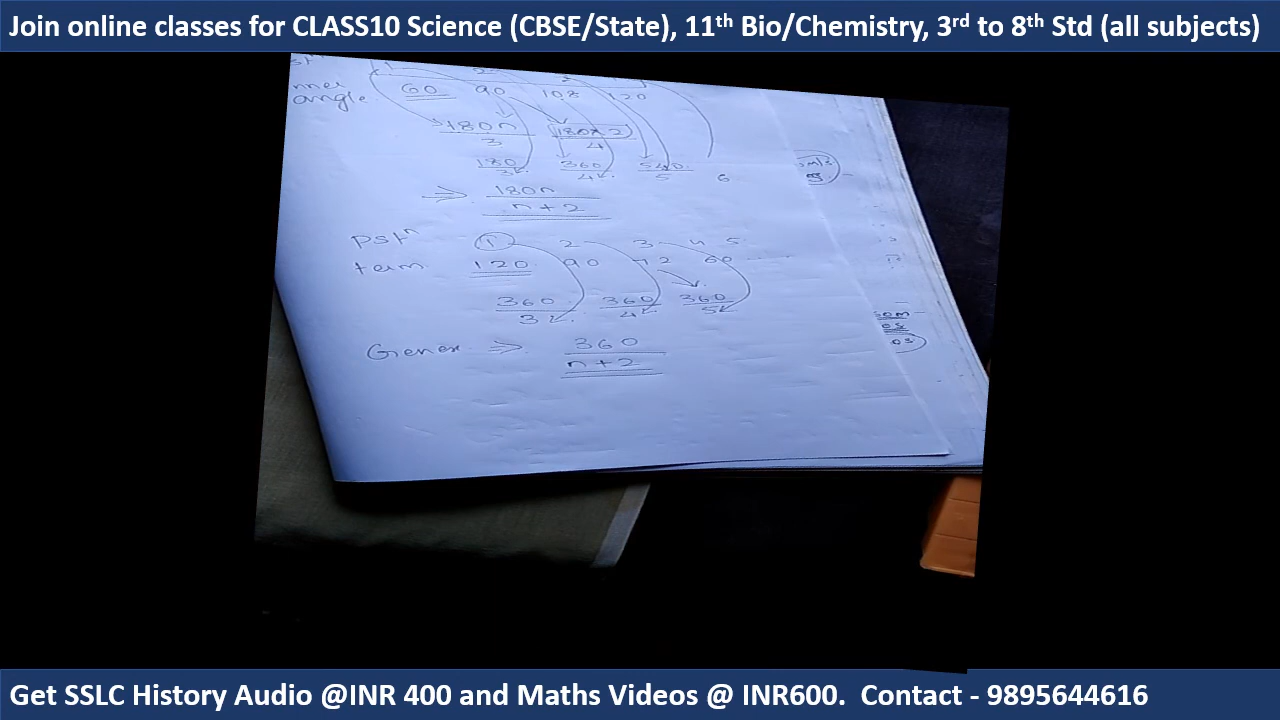 Join online classes for CLASS10 Science (CBSE/State), 11th Bio/Chemistry, 3rd to 8th Std (all subjects)
angle 60 90 108 120
180n
3 4
180 360 540
3 4 5 6
⇒ 180n
n+2
Pstn 1 2 3 4 5
term 120 90 72 60 ......
360 360 360
3 4 5
Gener ⇒ 360
n+2
Get SSLC History Audio @INR 400 and Maths Videos @ INR600. Contact - 9895644616